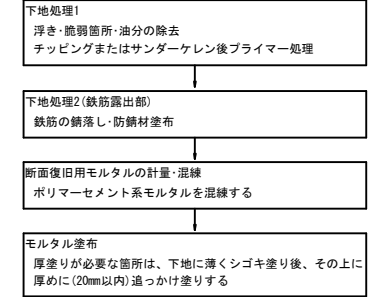 下地処理1
浮き･脆弱箇所･油分の除去
チッピングまたはサンダーケレン後プライマー処理
下地処理2(鉄筋露出部)
鉄筋の錆落し･防錆材塗布
断面復旧用モルタルの計量･混練
ポリマーセメント系モルタルを混練する
モルタル塗布
厚塗りが必要な箇所は、下地に薄くシゴキ塗り後、その上に
厚めに(20mm以内)追っかけ塗りする